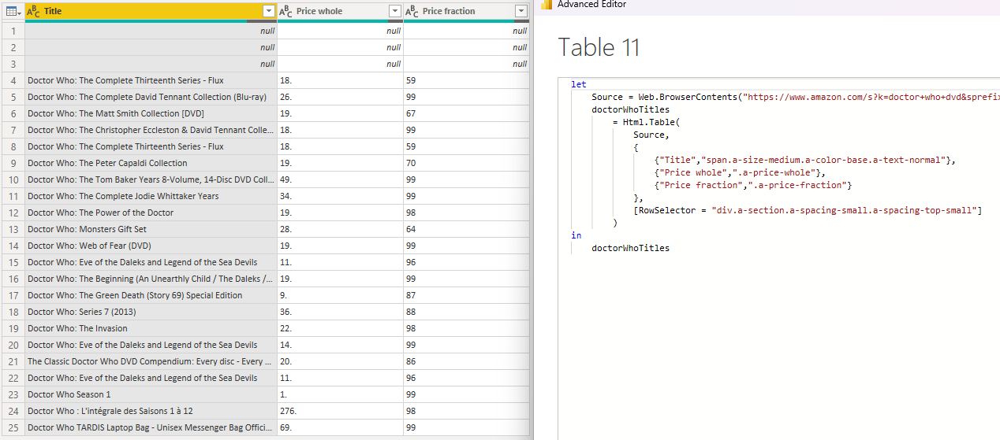 ABC Title ABC Price whole ABC Price fraction
1 null null null
2 null null null
3 null null null
4 Doctor Who: The Complete Thirteenth Series - Flux 18. 59
5 Doctor Who: The Complete David Tennant Collection (Blu-ray) 26. 99
6 Doctor Who: The Matt Smith Collection [DVD] 19. 67
7 Doctor Who: The Christopher Eccleston & David Tennant Colle... 18. 99
8 Doctor Who: The Complete Thirteenth Series - Flux 18. 59
9 Doctor Who: The Peter Capaldi Collection 19. 70
10 Doctor Who: The Tom Baker Years 8-Volume, 14-Disc DVD Coll... 49. 99
11 Doctor Who: The Complete Jodie Whittaker Years 34. 99
12 Doctor Who: The Power of the Doctor 19. 98
13 Doctor Who: Monsters Gift Set 28. 64
14 Doctor Who: Web of Fear (DVD) 19. 99
15 Doctor Who: Eve of the Daleks and Legend of the Sea Devils 11. 96
16 Doctor Who: The Beginning (An Unearthly Child / The Daleks /... 19. 99
17 Doctor Who: The Green Death (Story 69) Special Edition 9. 87
18 Doctor Who: Series 7 (2013) 36. 88
19 Doctor Who: The Invasion 22. 98
20 Doctor Who: Eve of the Daleks and Legend of the Sea Devils 14. 99
21 The Classic Doctor Who DVD Compendium: Every disc - Every ... 20. 86
22 Doctor Who: Eve of the Daleks and Legend of the Sea Devils 11. 96
23 Doctor Who Season 1 1. 99
24 Doctor Who : L'intégrale des Saisons 1 à 12 276. 98
25 Doctor Who TARDIS Laptop Bag - Unisex Messenger Bag Offici... 69. 99
Advanced Editor
Table 11
let
Source = Web.BrowserContents("https://www.amazon.com/s?k=doctor+who+dvd&sprefix
doctorWhoTitles
= Html.Table(
Source,
{
{"Title","span.a-size-medium.a-color-base.a-text-normal"},
{"Price whole",".a-price-whole"},
{"Price fraction",".a-price-fraction"}
},
[RowSelector = "div.a-section.a-spacing-small.a-spacing-top-small"]
)
in
doctorWhoTitles